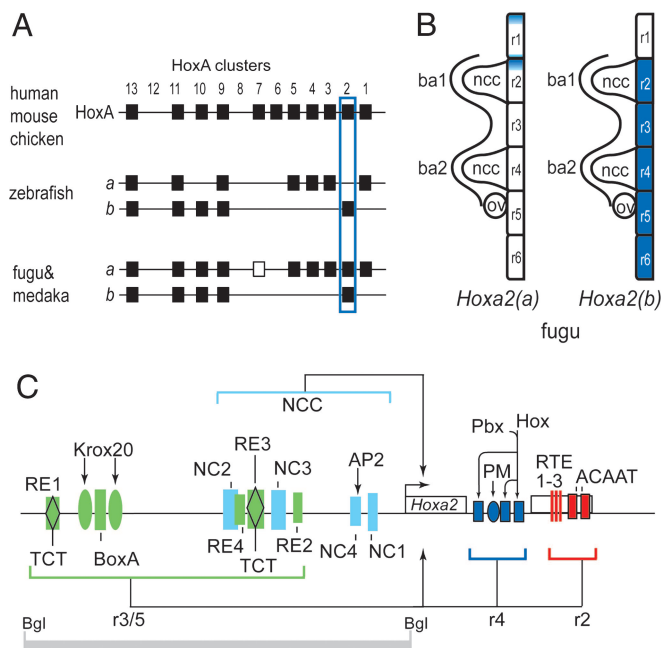 A
HoxA clusters
13 12 11 10 9 8 7 6 5 4 3 2 1
human
mouse
chicken
HoxA
zebrafish
a
b
fugu&
medaka
a
b
B
r1
ba1 ncc r2
r3
ba2 ncc r4
ov r5
r6
Hoxa2(a)
r1
ba1 ncc r2
r3
ba2 ncc r4
ov r5
r6
Hoxa2(b)
fugu
C
NCC
Krox20
RE1
TCT
BoxA
NC2
RE3
NC3
RE4
TCT
RE2
AP2
NC4
NC1
Hoxa2
Pbx
Hox
PM
RTE
1-3
ACAAT
r3/5
r4
r2
BgI
BgI